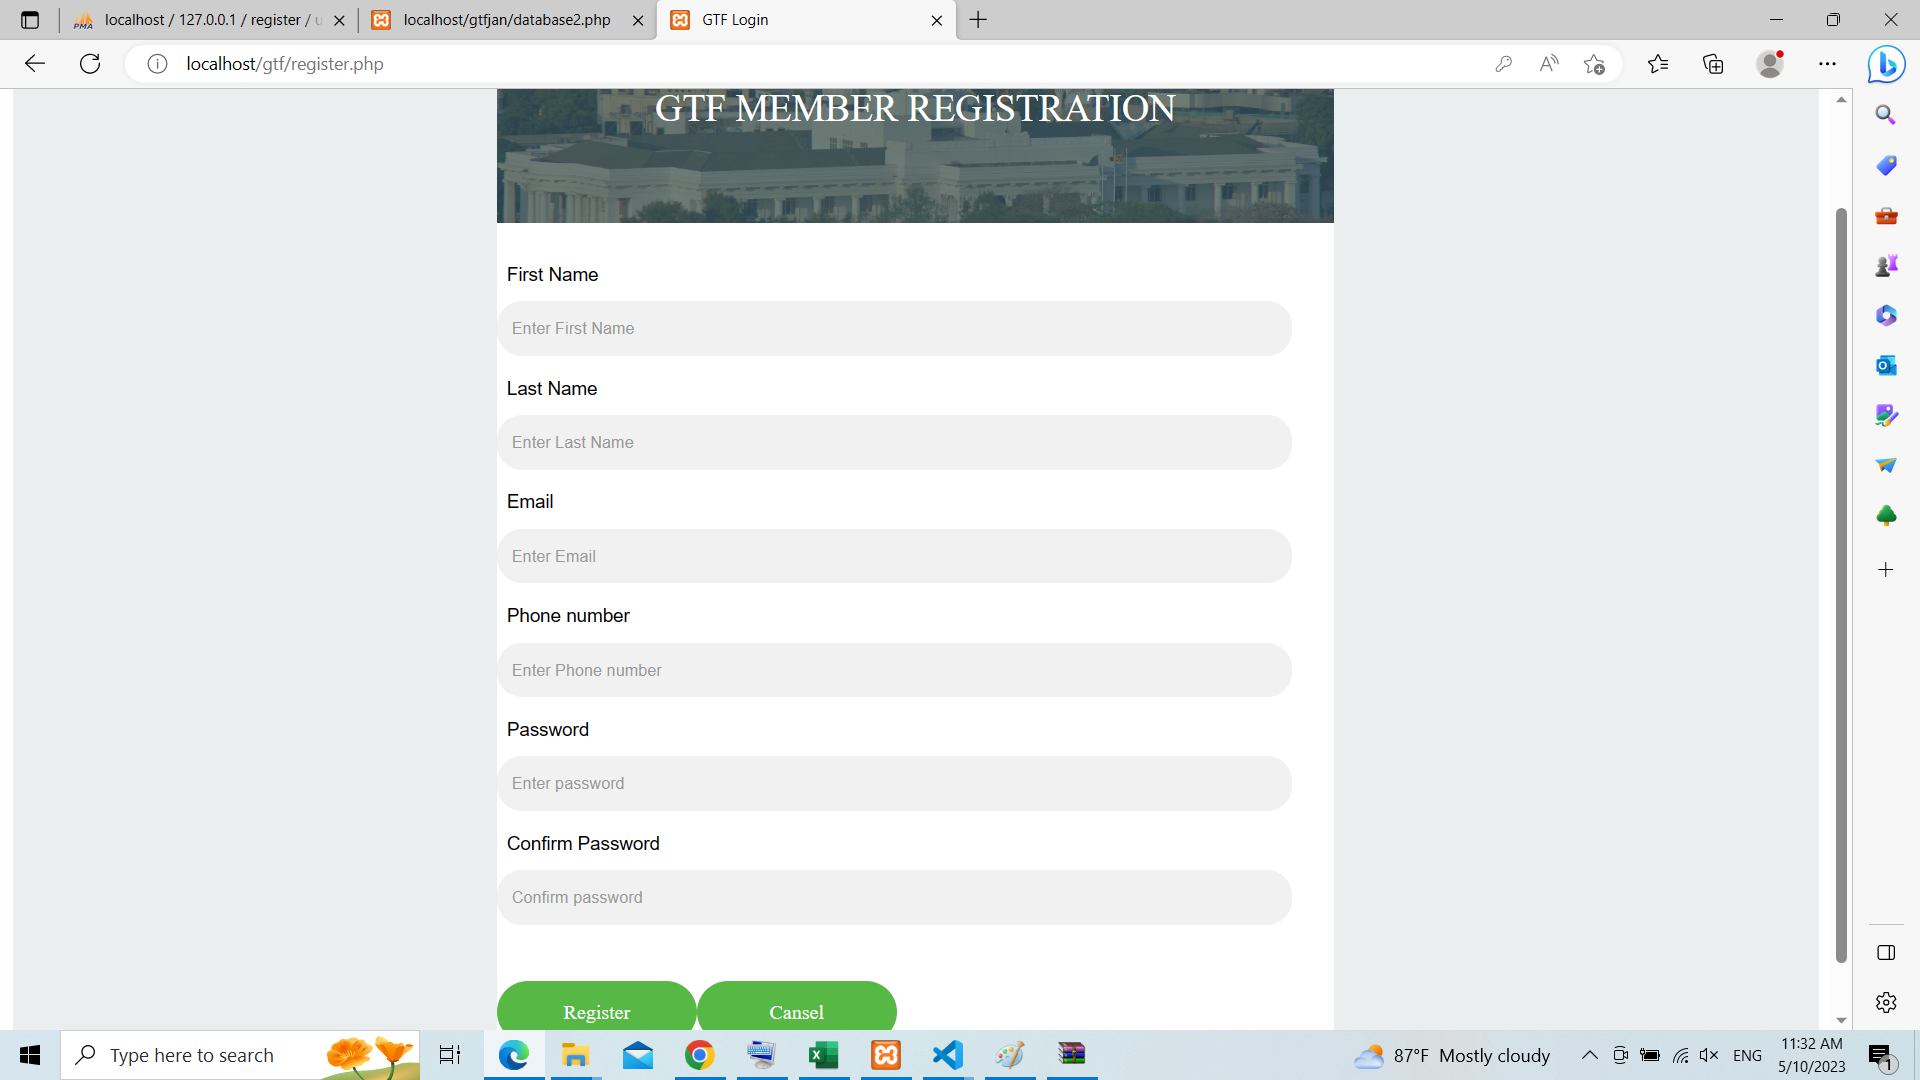 localhost / 127.0.0.1 / register / u
localhost/gtfjan/database2.php
GTF Login
localhost/gtf/register.php
GTF MEMBER REGISTRATION
First Name
Enter First Name
Last Name
Enter Last Name
Email
Enter Email
Phone number
Enter Phone number
Password
Enter password
Confirm Password
Confirm password
Register
Cansel
Type here to search
87°F Mostly cloudy
ENG
11:32 AM
5/10/2023
1